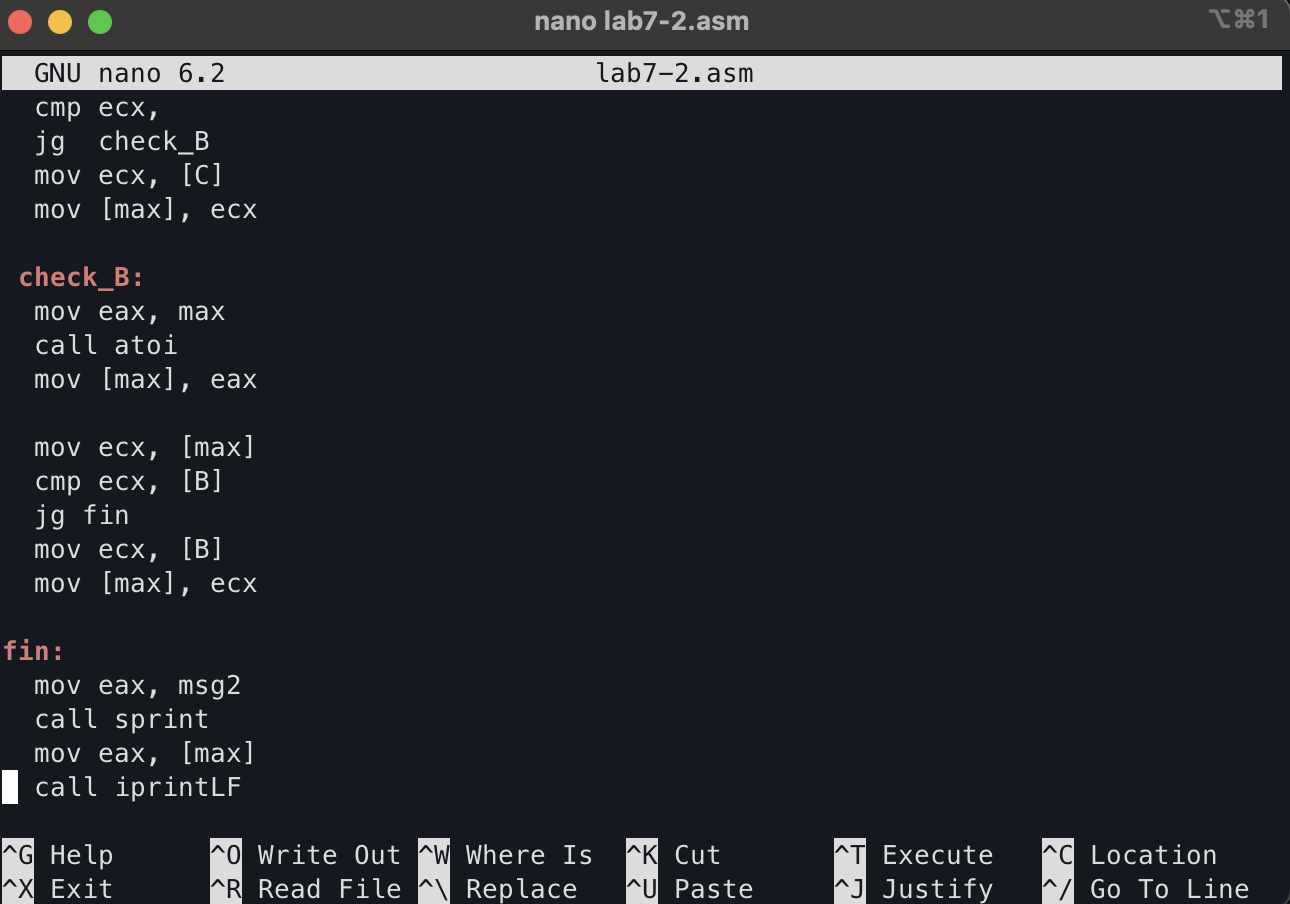 nano lab7-2.asm ⌥⌘1
GNU nano 6.2 lab7-2.asm
cmp ecx,
jg  check_B
mov ecx, [C]
mov [max], ecx
check_B:
mov eax, max
call atoi
mov [max], eax
mov ecx, [max]
cmp ecx, [B]
jg fin
mov ecx, [B]
mov [max], ecx
fin:
mov eax, msg2
call sprint
mov eax, [max]
call iprintLF
^G Help ^O Write Out ^W Where Is ^K Cut ^T Execute ^C Location
^X Exit ^R Read File ^\ Replace ^U Paste ^J Justify ^/ Go To Line